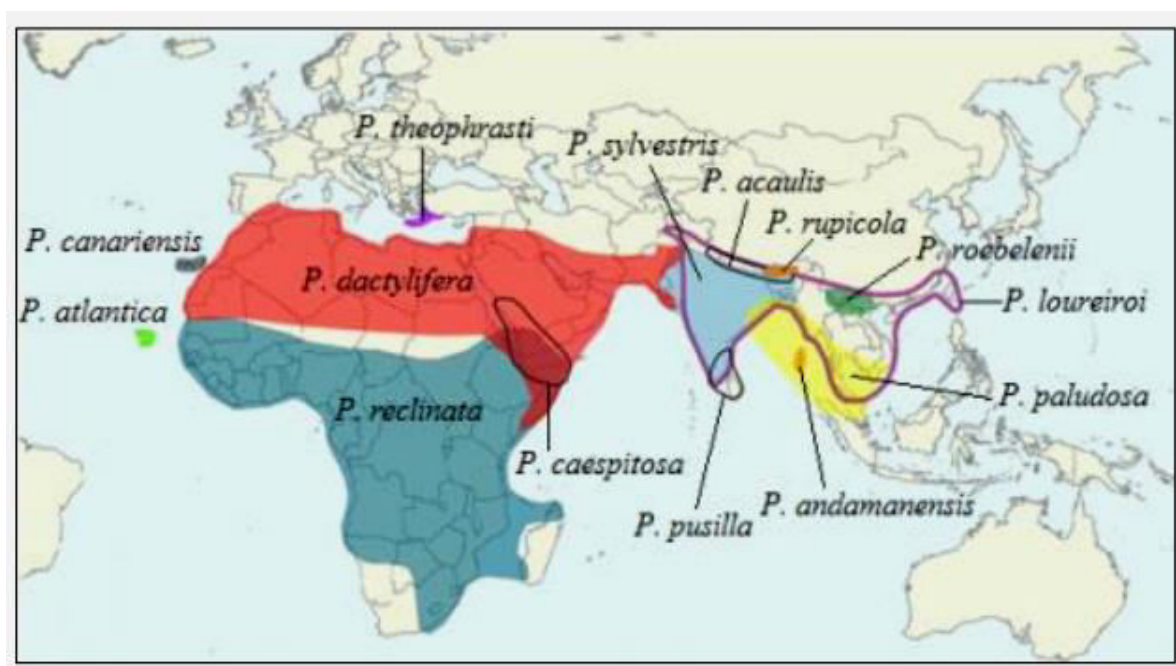 P. theophrasti
P. sylvestris
P. acaulis
P. rupicola
P. canariensis
P. roebelenii
P. dactylifera
P. loureiroi
P. atlantica
P. reclinata
P. paludosa
P. caespitosa
P. andamanensis
P. pusilla